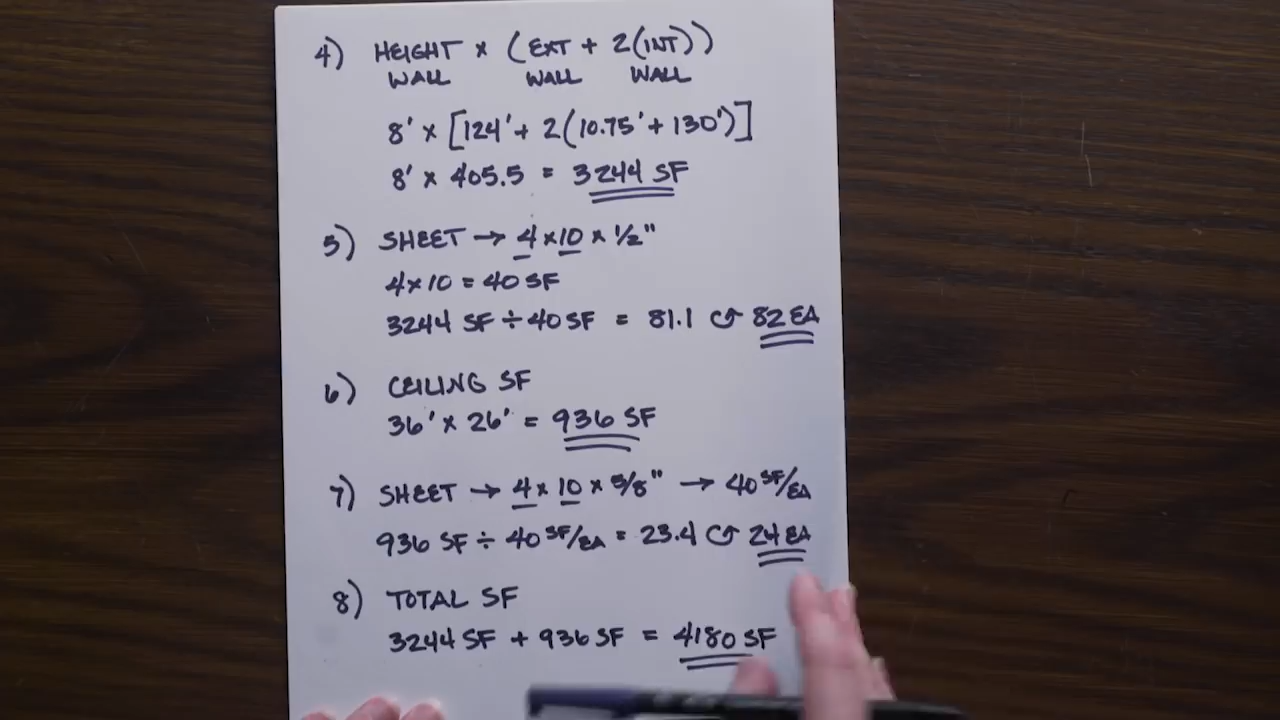 4) HEIGHT × (EXT + 2(INT))
WALL WALL WALL
8' × [124' + 2(10.75' + 130')]
8' × 405.5 = 3244 SF
5) SHEET → 4 × 10 × 1/2"
4 × 10 = 40 SF
3244 SF ÷ 40 SF = 81.1 ↺ 82 EA
6) CEILING SF
36' × 26' = 936 SF
7) SHEET → 4 × 10 × 5/8" → 40 SF/EA
936 SF ÷ 40 SF/EA = 23.4 ↺ 24 EA
8) TOTAL SF
3244 SF + 936 SF = 4180 SF